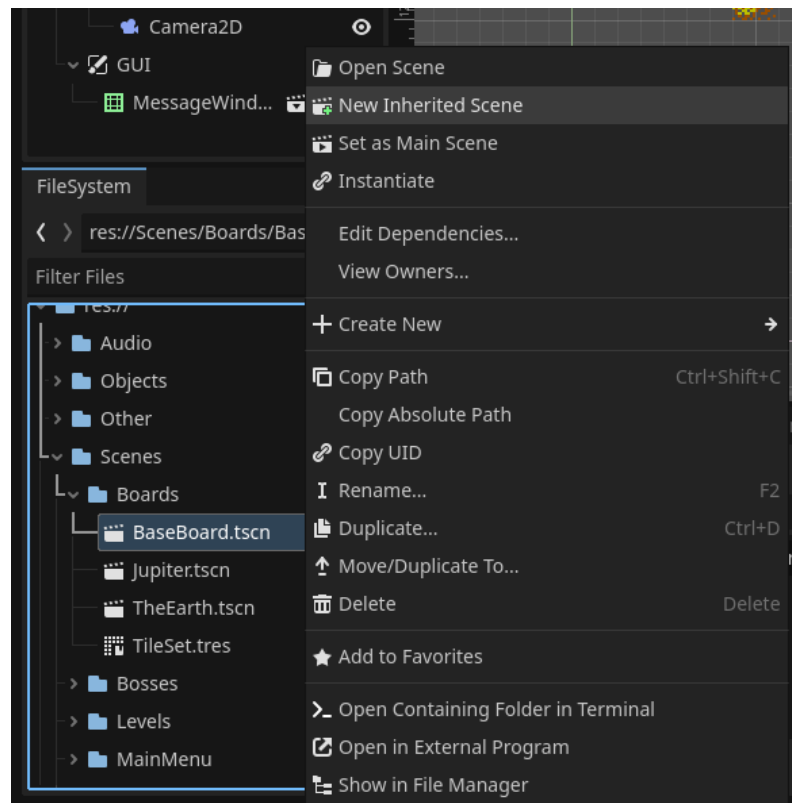 Camera2D
GUI
MessageWind...
FileSystem
res://Scenes/Boards/Bas
Filter Files
res://
Audio
Objects
Other
Scenes
Boards
BaseBoard.tscn
Jupiter.tscn
TheEarth.tscn
TileSet.tres
Bosses
Levels
MainMenu
Open Scene
New Inherited Scene
Set as Main Scene
Instantiate
Edit Dependencies...
View Owners...
Create New
Copy Path Ctrl+Shift+C
Copy Absolute Path
Copy UID
Rename... F2
Duplicate... Ctrl+D
Move/Duplicate To...
Delete Delete
Add to Favorites
Open Containing Folder in Terminal
Open in External Program
Show in File Manager